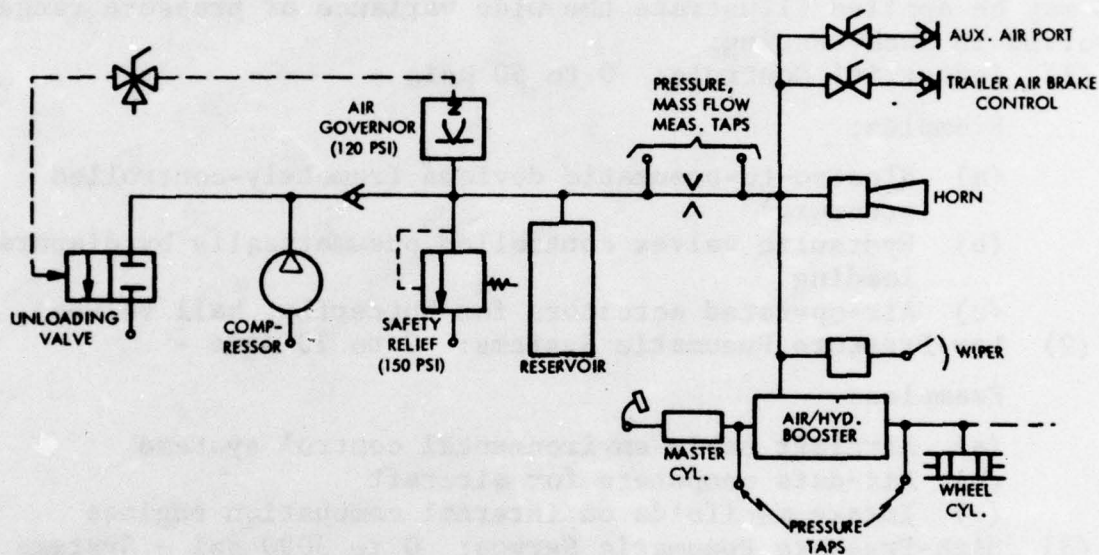 AUX. AIR PORT
TRAILER AIR BRAKE
CONTROL
AIR
GOVERNOR
(120 PSI)
PRESSURE,
MASS FLOW
MEAS. TAPS
HORN
UNLOADING
VALVE
COMP-
RESSOR
SAFETY
RELIEF
(150 PSI)
RESERVOIR
WIPER
MASTER
CYL.
AIR/HYD.
BOOSTER
WHEEL
CYL.
PRESSURE
TAPS